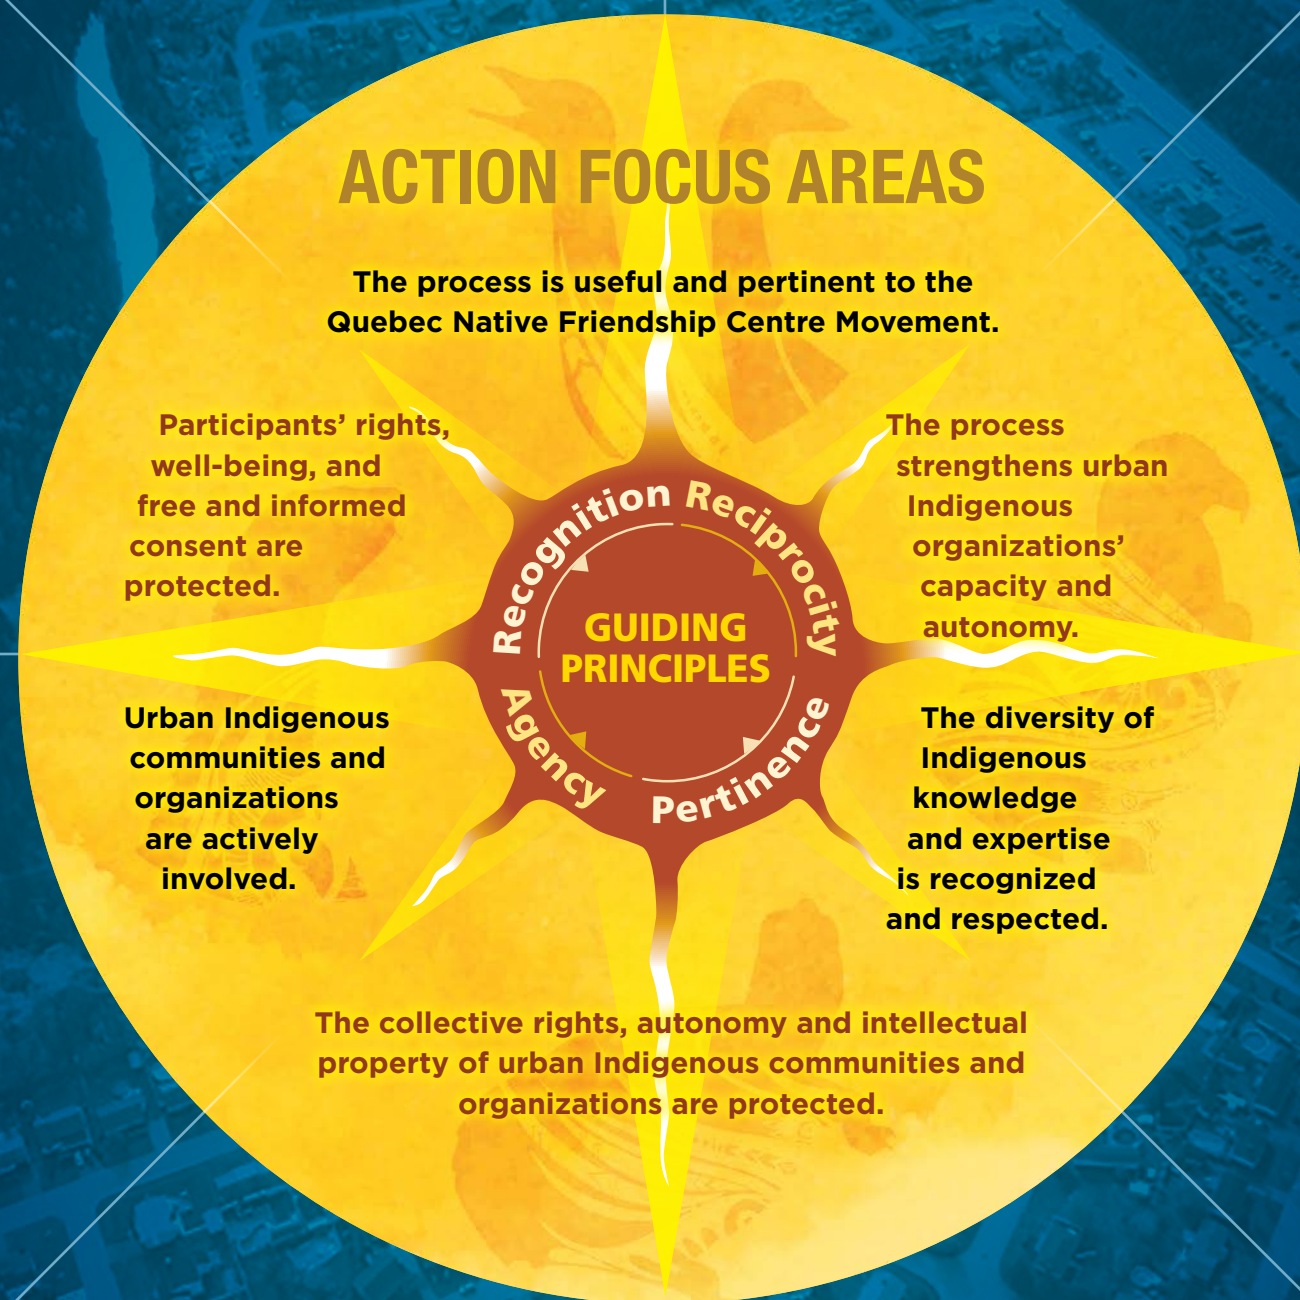 ACTION FOCUS AREAS
The process is useful and pertinent to the
Quebec Native Friendship Centre Movement.
Participants’ rights,
well-being, and
free and informed
consent are
protected.
The process
strengthens urban
Indigenous
organizations’
capacity and
autonomy.
Recognition
Reciprocity
GUIDING
PRINCIPLES
Agency
Pertinence
Urban Indigenous
communities and
organizations
are actively
involved.
The diversity of
Indigenous
knowledge
and expertise
is recognized
and respected.
The collective rights, autonomy and intellectual
property of urban Indigenous communities and
organizations are protected.